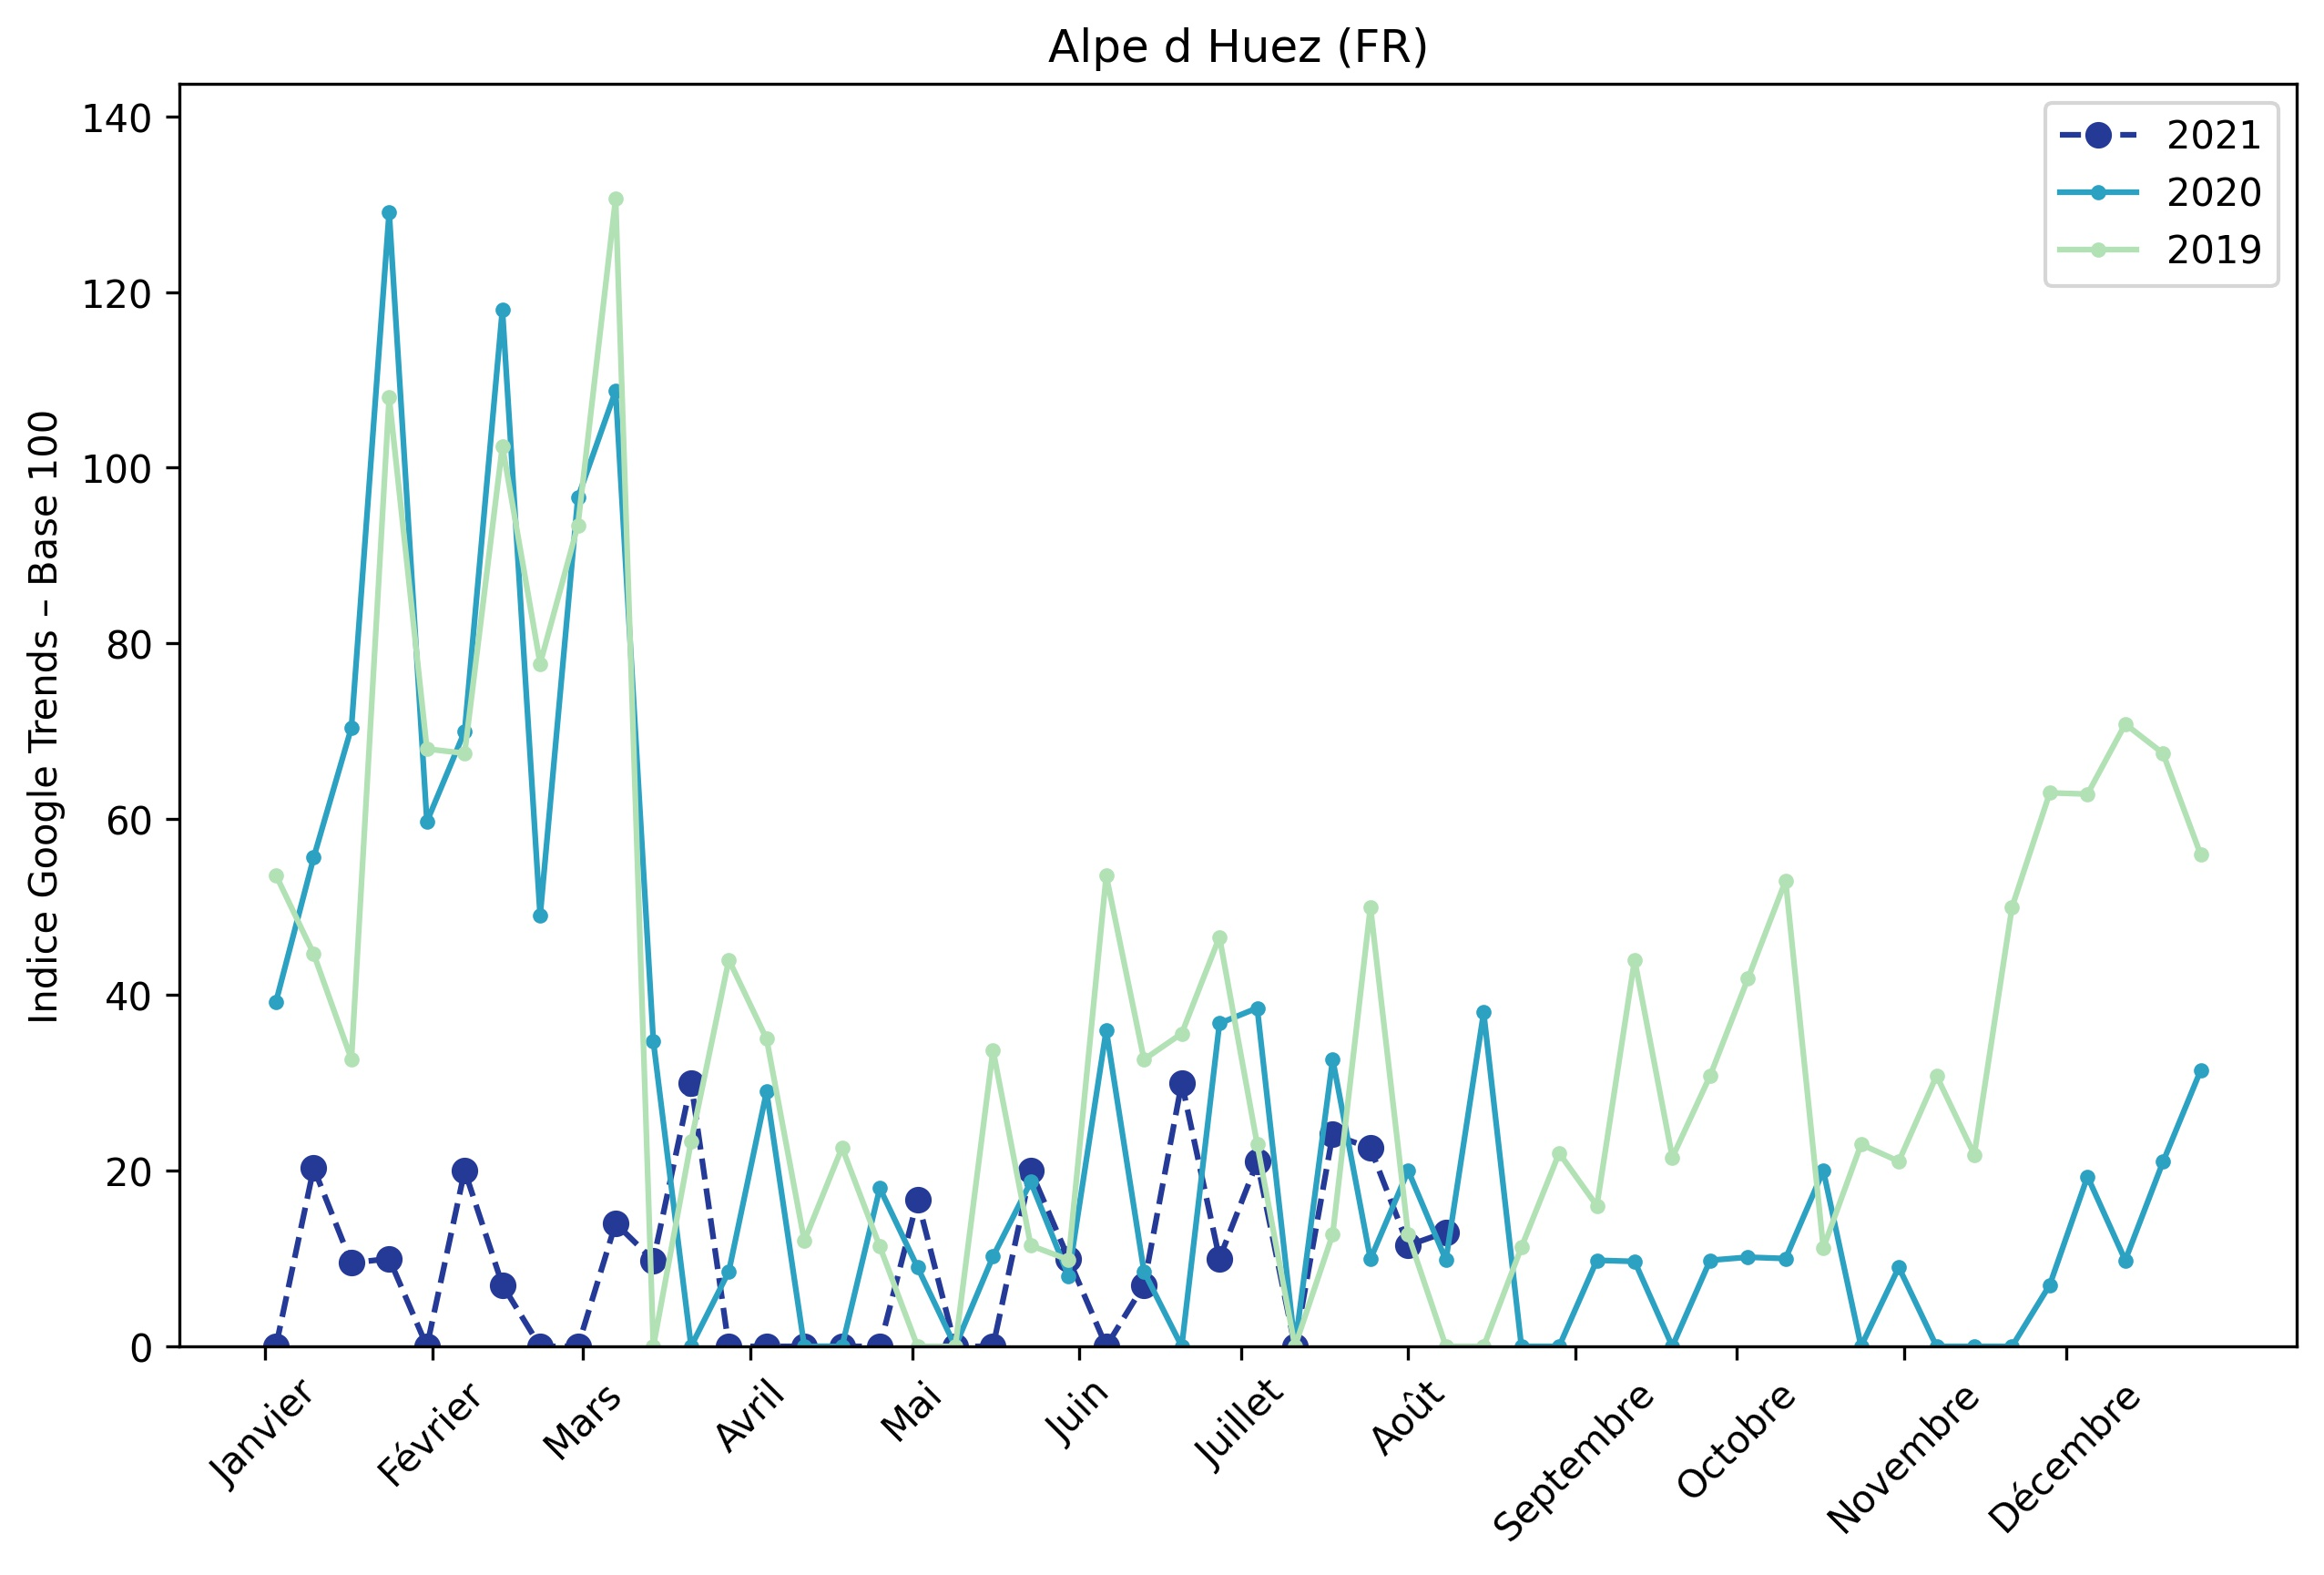 Alpe d Huez (FR)
140
120
100
80
60
40
20
0
Indice Google Trends – Base 100
2021
2020
2019
Janvier
Février
Mars
Avril
Mai
Juin
Juillet
Août
Septembre
Octobre
Novembre
Décembre